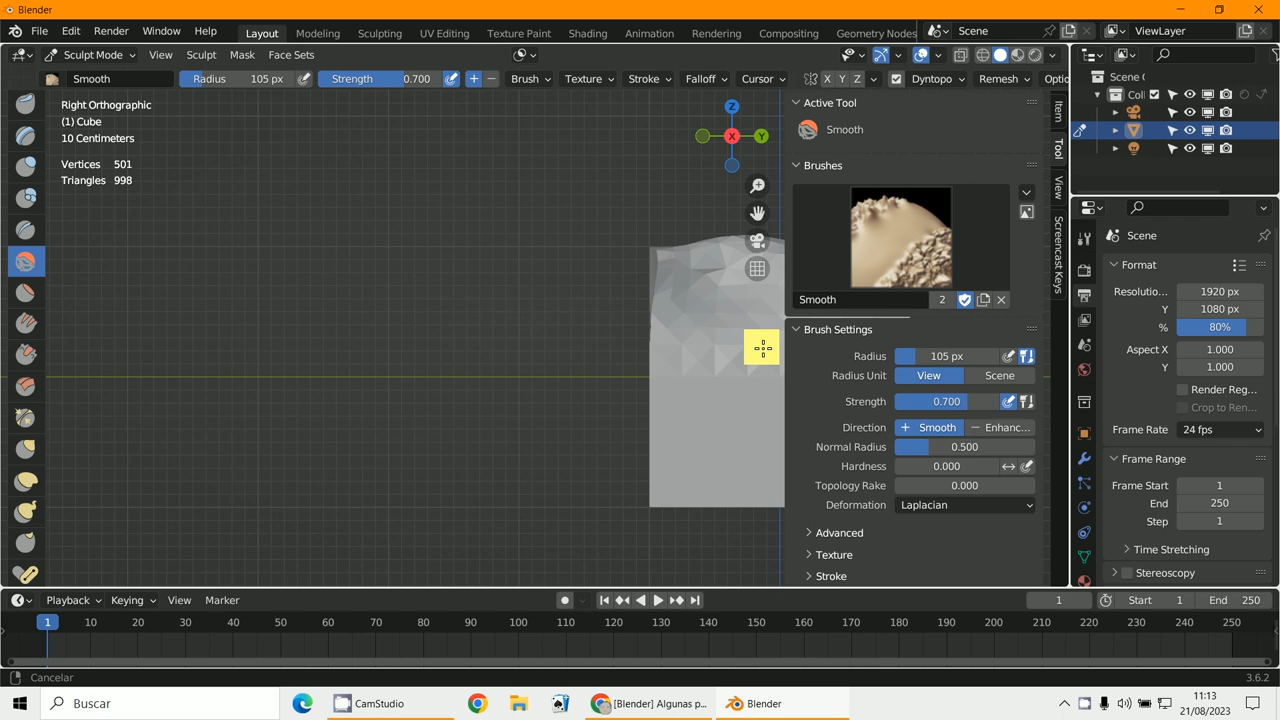 Blender
File Edit Render Window Help
Layout Modeling Sculpting UV Editing Texture Paint Shading Animation Rendering Compositing Geometry Nodes
Scene ViewLayer
Sculpt Mode View Sculpt Mask Face Sets
Smooth Radius 105 px Strength 0.700 + − Brush Texture Stroke Falloff Cursor X Y Z Dyntopo Remesh Optio
Right Orthographic
(1) Cube
10 Centimeters
Vertices 501
Triangles 998
Z
X
Y
Active Tool
Smooth
Brushes
Smooth 2
Brush Settings
Radius 105 px
Radius Unit View Scene
Strength 0.700
Direction + Smooth − Enhanc...
Normal Radius 0.500
Hardness 0.000
Topology Rake 0.000
Deformation Laplacian
Advanced
Texture
Stroke
Item
Tool
View
Screencast Keys
Scene C
Coll
Scene
Format
Resolutio... 1920 px
Y 1080 px
% 80%
Aspect X 1.000
Y 1.000
Render Reg...
Crop to Ren...
Frame Rate 24 fps
Frame Range
Frame Start 1
End 250
Step 1
Time Stretching
Stereoscopy
Playback Keying View Marker
1 Start 1 End 250
1 10 20 30 40 50 60 70 80 90 100 110 120 130 140 150 160 170 180 190 200 210 220 230 240 250
Cancelar 3.6.2
Buscar
CamStudio
[Blender] Algunas p...
Blender
11:13
21/08/2023